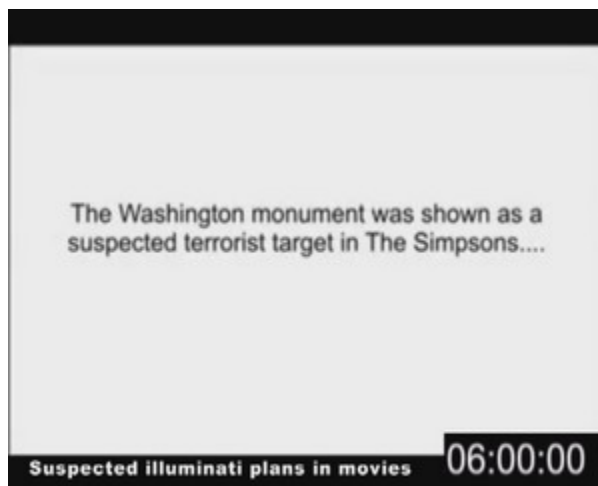 The Washington monument was shown as a
suspected terrorist target in The Simpsons....
Suspected illuminati plans in movies
06:00:00